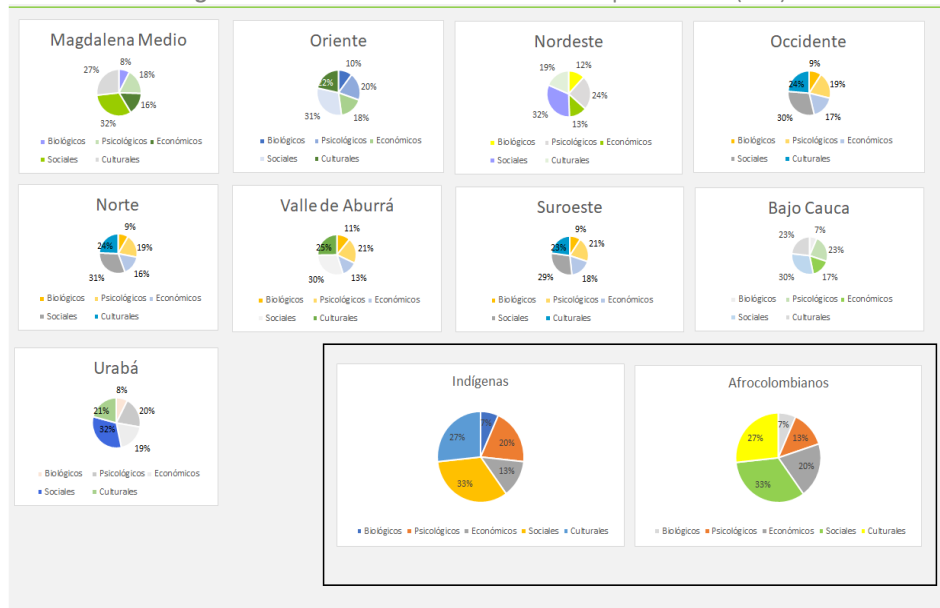 Magdalena Medio
8%
27%
18%
16%
32%
Biológicos Psicológicos Económicos
Sociales Culturales
Oriente
10%
20%
31%
18%
Biológicos Psicológicos Económicos
Sociales Culturales
Nordeste
19%
12%
24%
32%
13%
Biológicos Psicológicos Económicos
Sociales Culturales
Occidente
9%
24%
19%
30%
17%
Biológicos Psicológicos Económicos
Sociales Culturales
Norte
9%
24%
19%
31%
16%
Biológicos Psicológicos Económicos
Sociales Culturales
Valle de Aburrá
11%
25%
21%
30%
13%
Biológicos Psicológicos Económicos
Sociales Culturales
Suroeste
9%
23%
21%
29%
18%
Biológicos Psicológicos Económicos
Sociales Culturales
Bajo Cauca
23%
7%
23%
30%
17%
Biológicos Psicológicos Económicos
Sociales Culturales
Urabá
8%
21%
20%
32%
19%
Biológicos Psicológicos Económicos
Sociales Culturales
Indígenas
7%
27%
20%
13%
33%
Biológicos Psicológicos Económicos Sociales Culturales
Afrocolombianos
7%
27%
13%
20%
33%
Biológicos Psicológicos Económicos Sociales Culturales